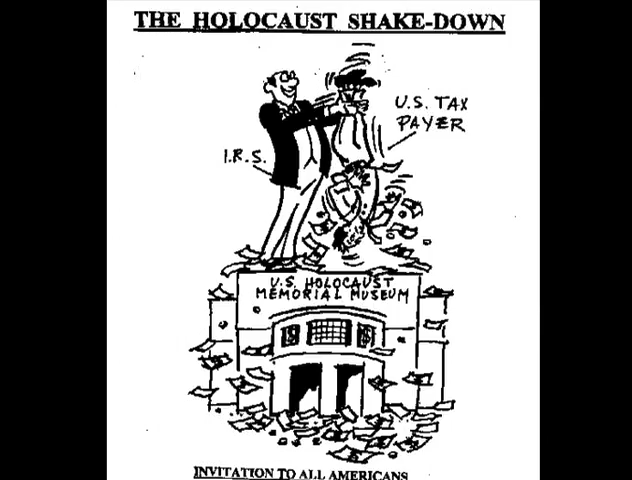 THE HOLOCAUST SHAKE-DOWN
U.S. TAX
PAYER
I.R.S.
U.S. HOLOCAUST
MEMORIAL MUSEUM
$ $
INVITATION TO ALL AMERICANS